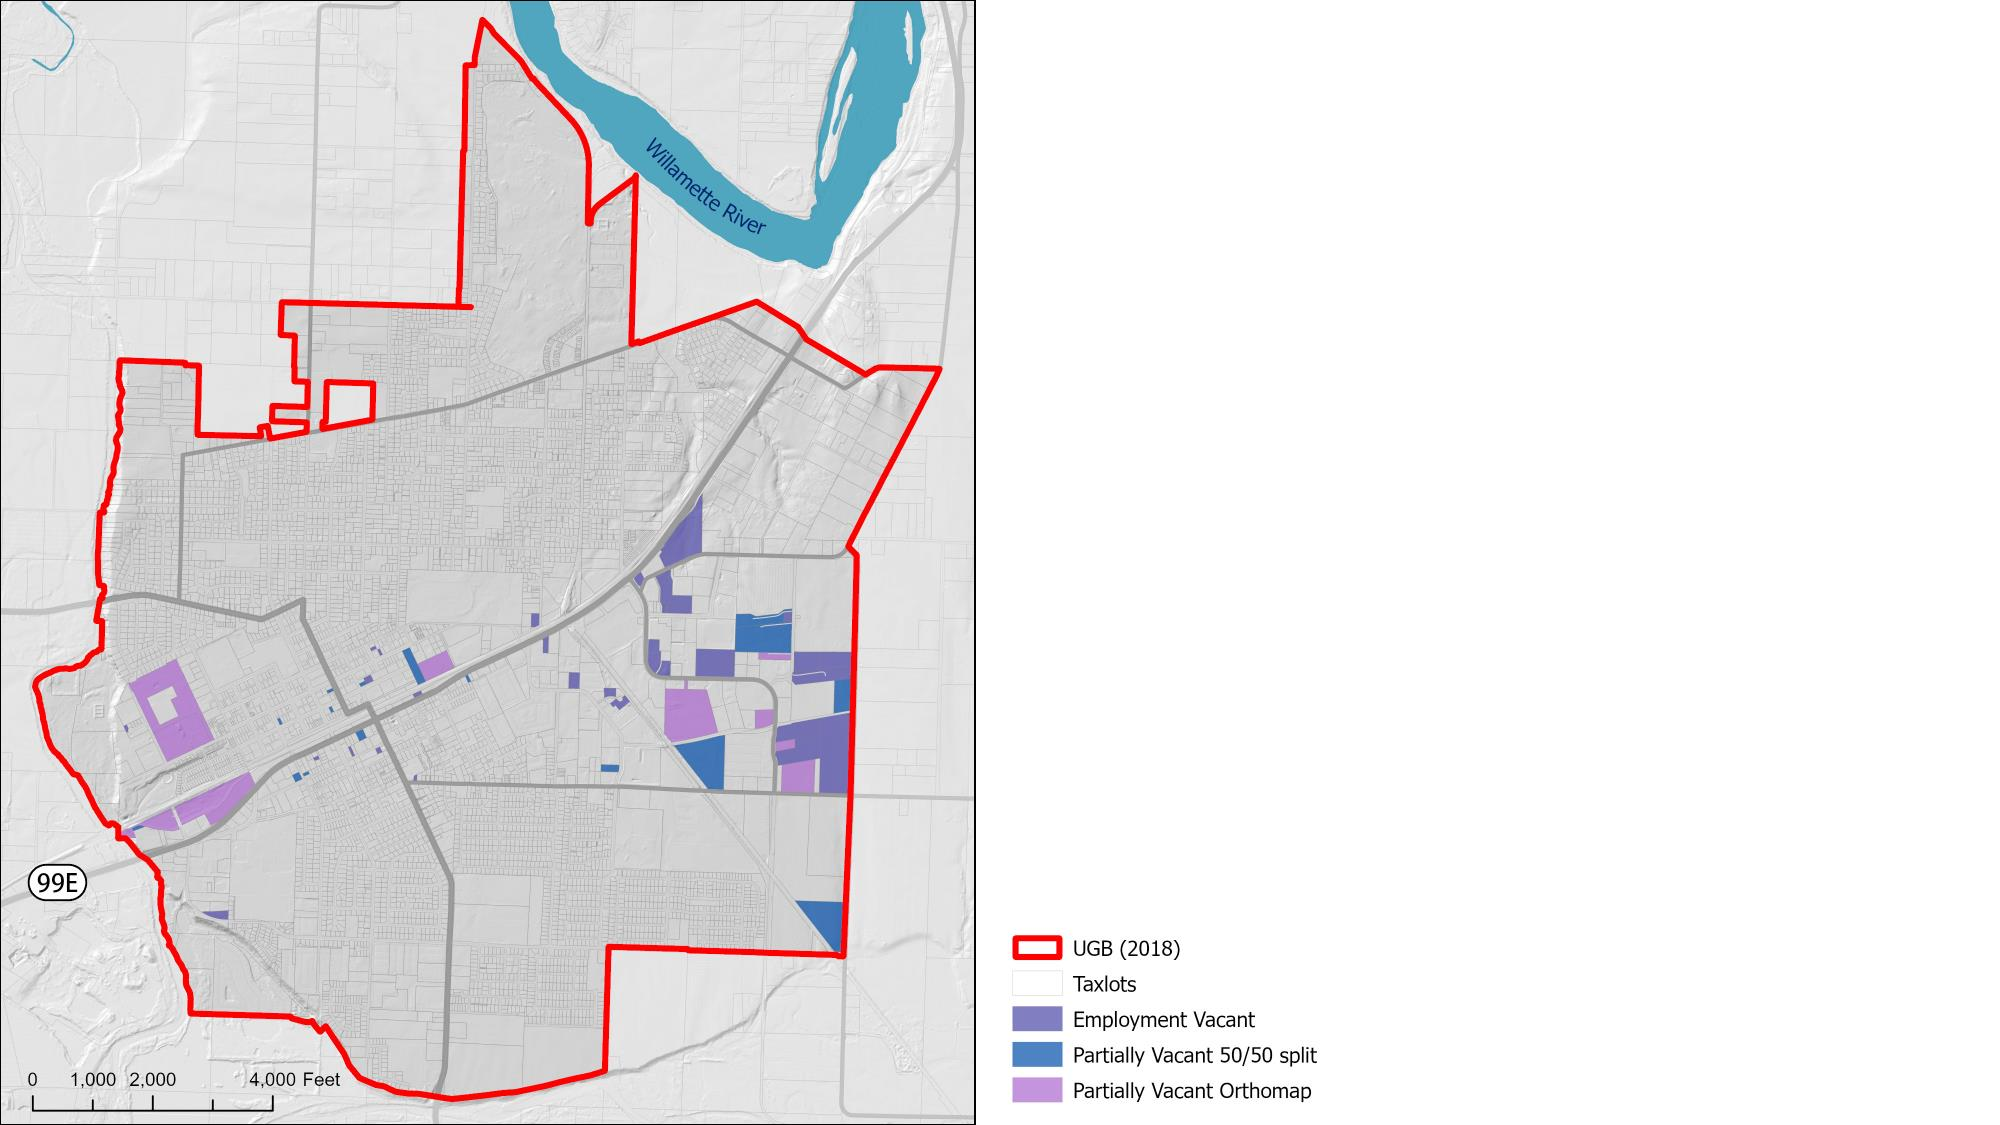 Willamette River
99E
0 1,000 2,000 4,000 Feet
UGB (2018)
Taxlots
Employment Vacant
Partially Vacant 50/50 split
Partially Vacant Orthomap